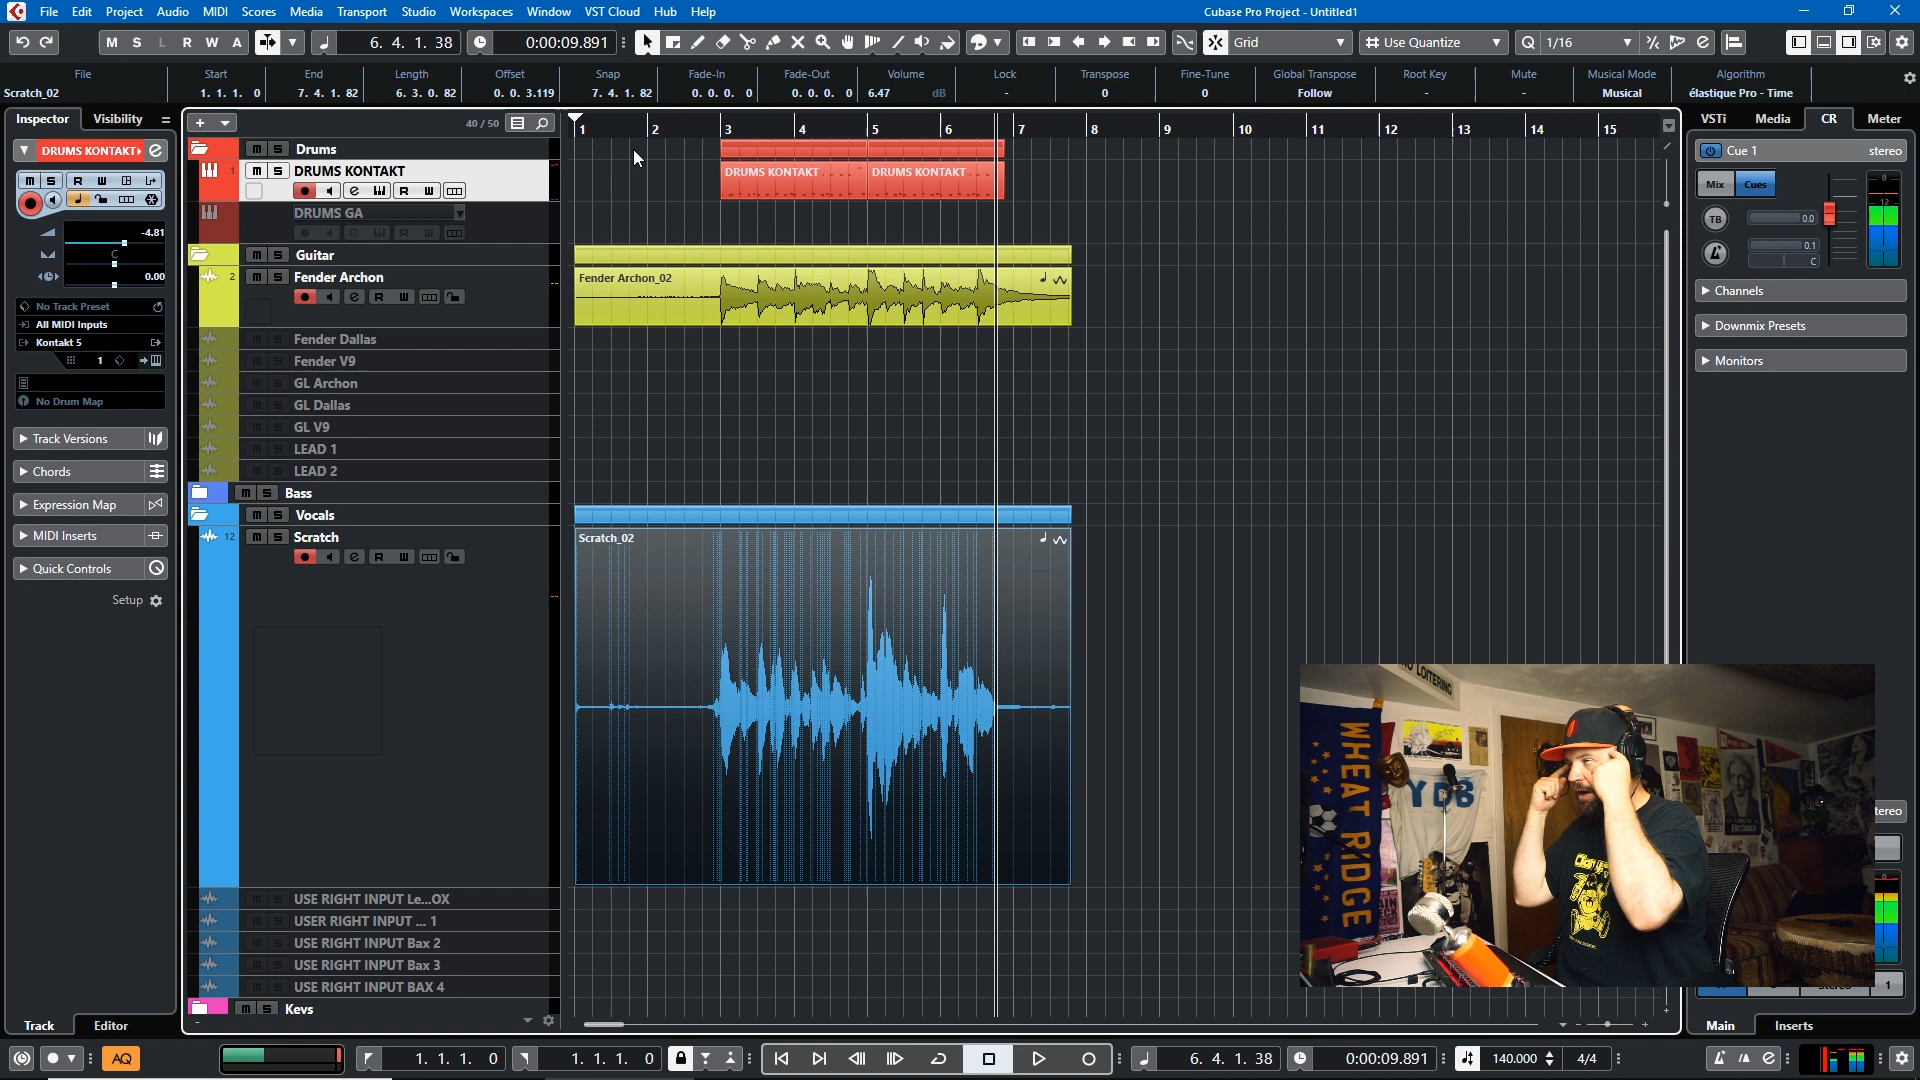 File Edit Project Audio MIDI Scores Media Transport Studio Workspaces Window VST Cloud Hub Help
Cubase Pro Project - Untitled1
M S L R W A
6. 4. 1. 38
0:00:09.891
Grid
Use Quantize
1/16
File Start End Length Offset Snap Fade-In Fade-Out Volume Lock Transpose Fine-Tune Global Transpose Root Key Mute Musical Mode Algorithm
Scratch_02 1. 1. 1. 0 7. 4. 1. 82 6. 3. 0. 82 0. 0. 3.119 7. 4. 1. 82 0. 0. 0. 0 0. 0. 0. 0 6.47 dB - 0 0 Follow - - Musical élastique Pro - Time
Inspector Visibility
40 / 50
1 2 3 4 5 6 7 8 9 10 11 12 13 14 15
VSTi Media CR Meter
DRUMS KONTAKT
Drums
1 DRUMS KONTAKT
DRUMS KONTAKT DRUMS KONTAKT
DRUMS GA
Guitar
2 Fender Archon
Fender Archon_02
Fender Dallas
Fender V9
GL Archon
GL Dallas
GL V9
LEAD 1
LEAD 2
Bass
Vocals
12 Scratch
Scratch_02
USE RIGHT INPUT Le...OX
USER RIGHT INPUT ... 1
USE RIGHT INPUT Bax 2
USE RIGHT INPUT Bax 3
USE RIGHT INPUT BAX 4
Keys
-4.81
C
0.00
No Track Preset
All MIDI Inputs
Kontakt 5
1
No Drum Map
Track Versions
Chords
Expression Map
MIDI Inserts
Quick Controls
Setup
Track Editor
Cue 1 stereo
Mix Cues
TB
0.0
0.1
C
Channels
Downmix Presets
Monitors
LOITERING
WHEAT RIDGE
YDB
tereo
1
Main Inserts
AQ
1. 1. 1. 0
1. 1. 1. 0
6. 4. 1. 38
0:00:09.891
140.000
4/4